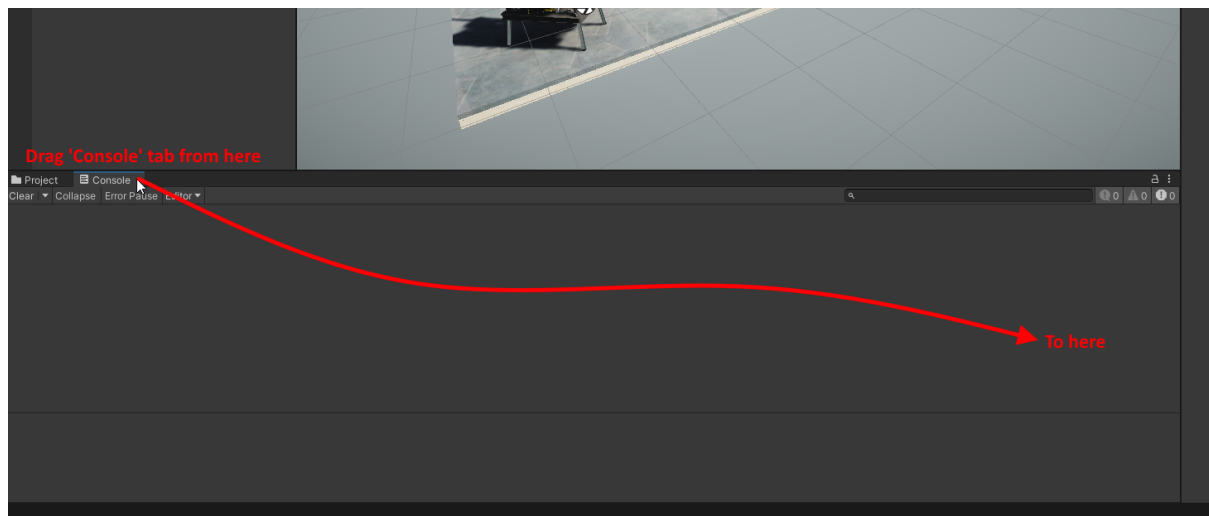 Drag 'Console' tab from here
Project Console
Clear Collapse Error Pause Editor 0 0 0
To here